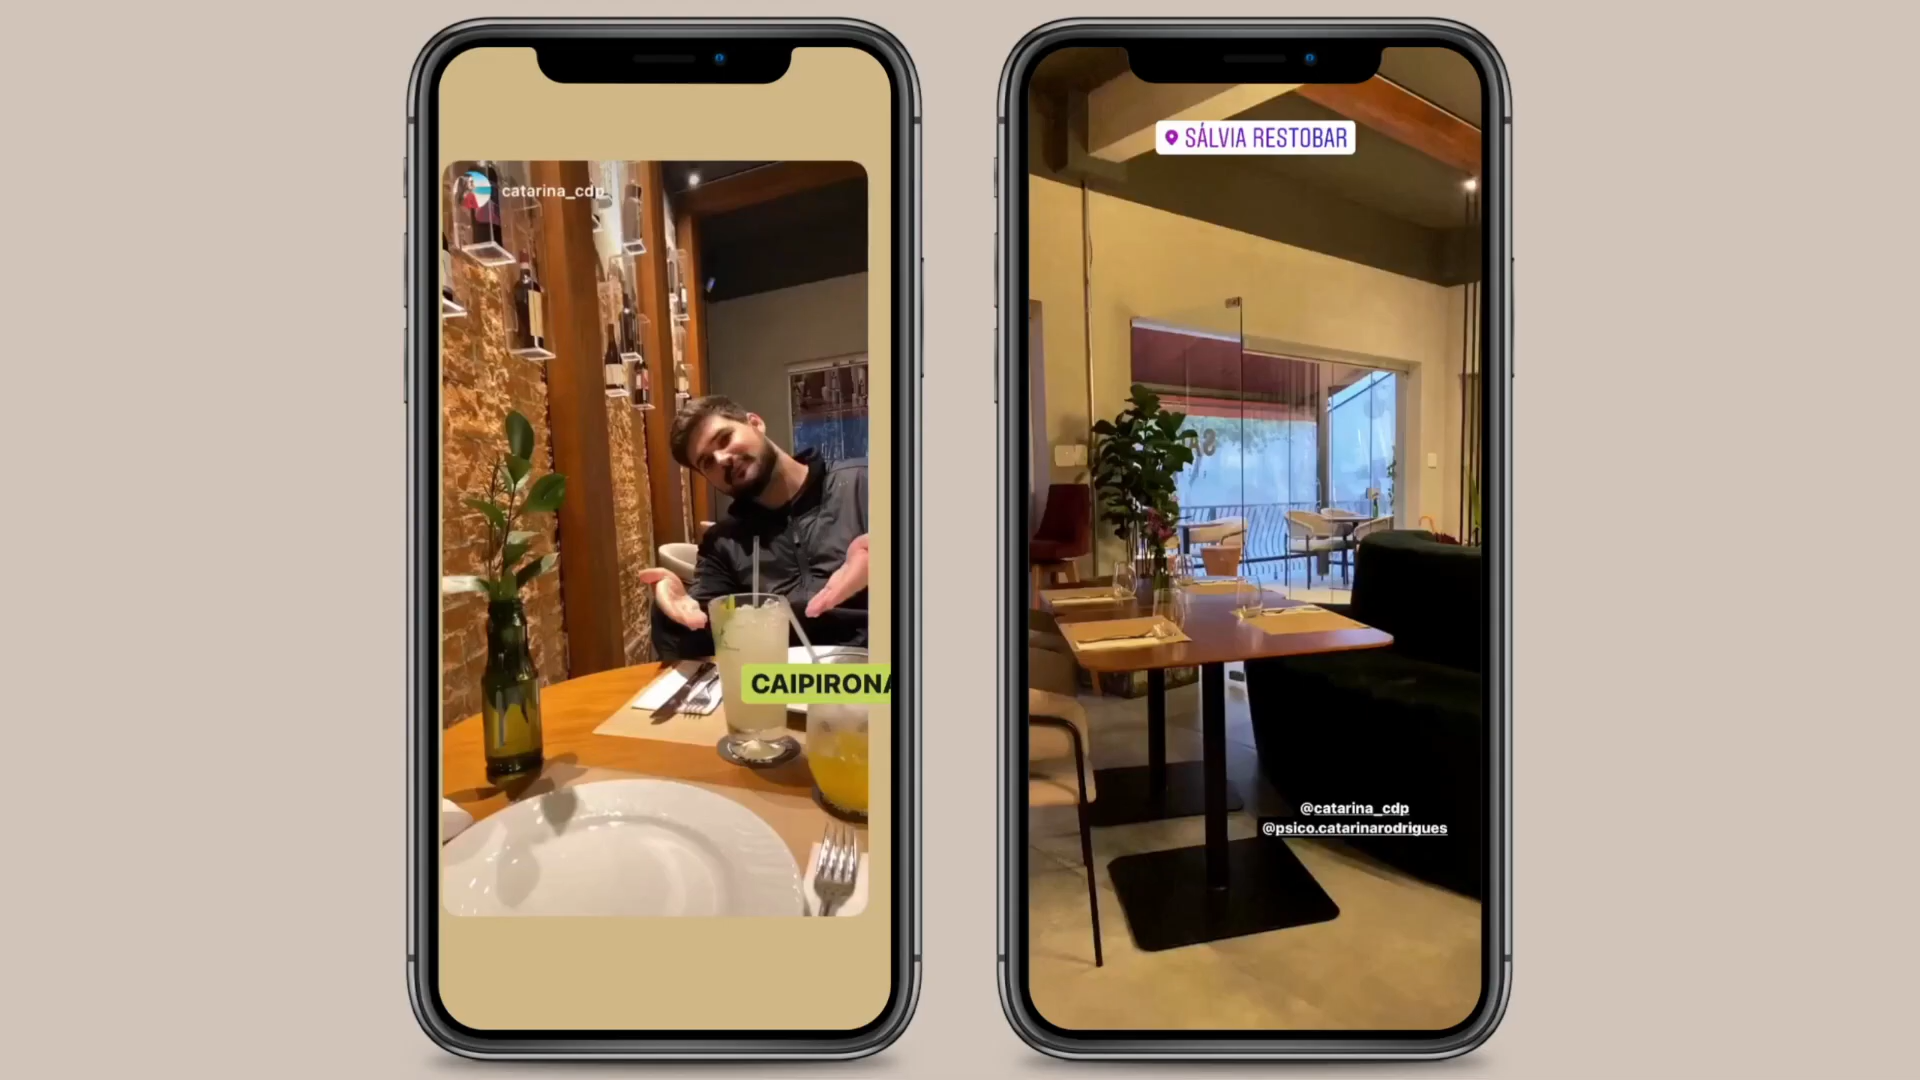 catarina_cdp
CAIPIRONA
SÁLVIA RESTOBAR
@catarina_cdp
@psico.catarinarodrigues